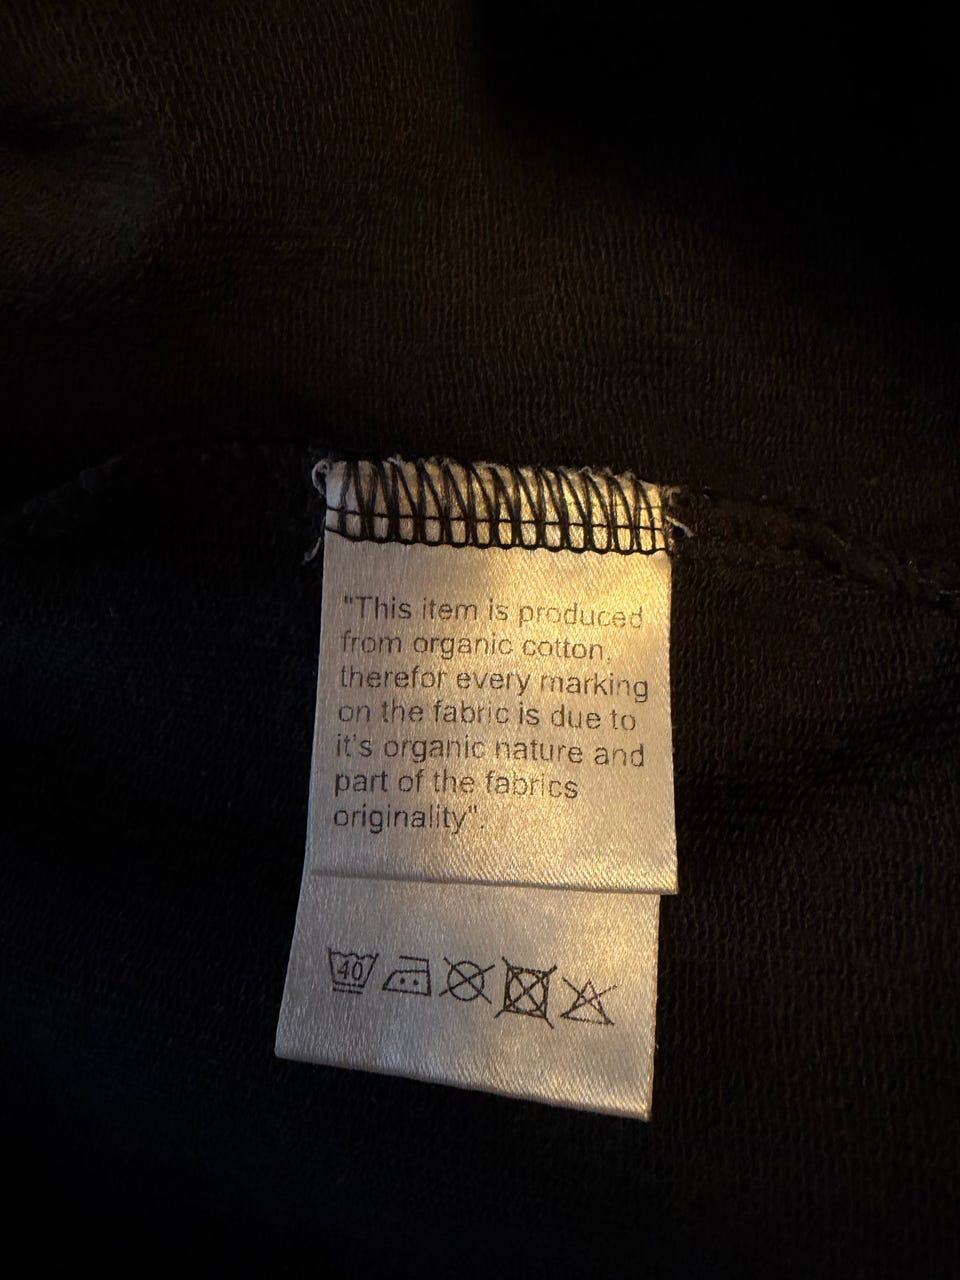 "This item is produced
from organic cotton,
therefor every marking
on the fabric is due to
it's organic nature and
part of the fabrics
originality".
40